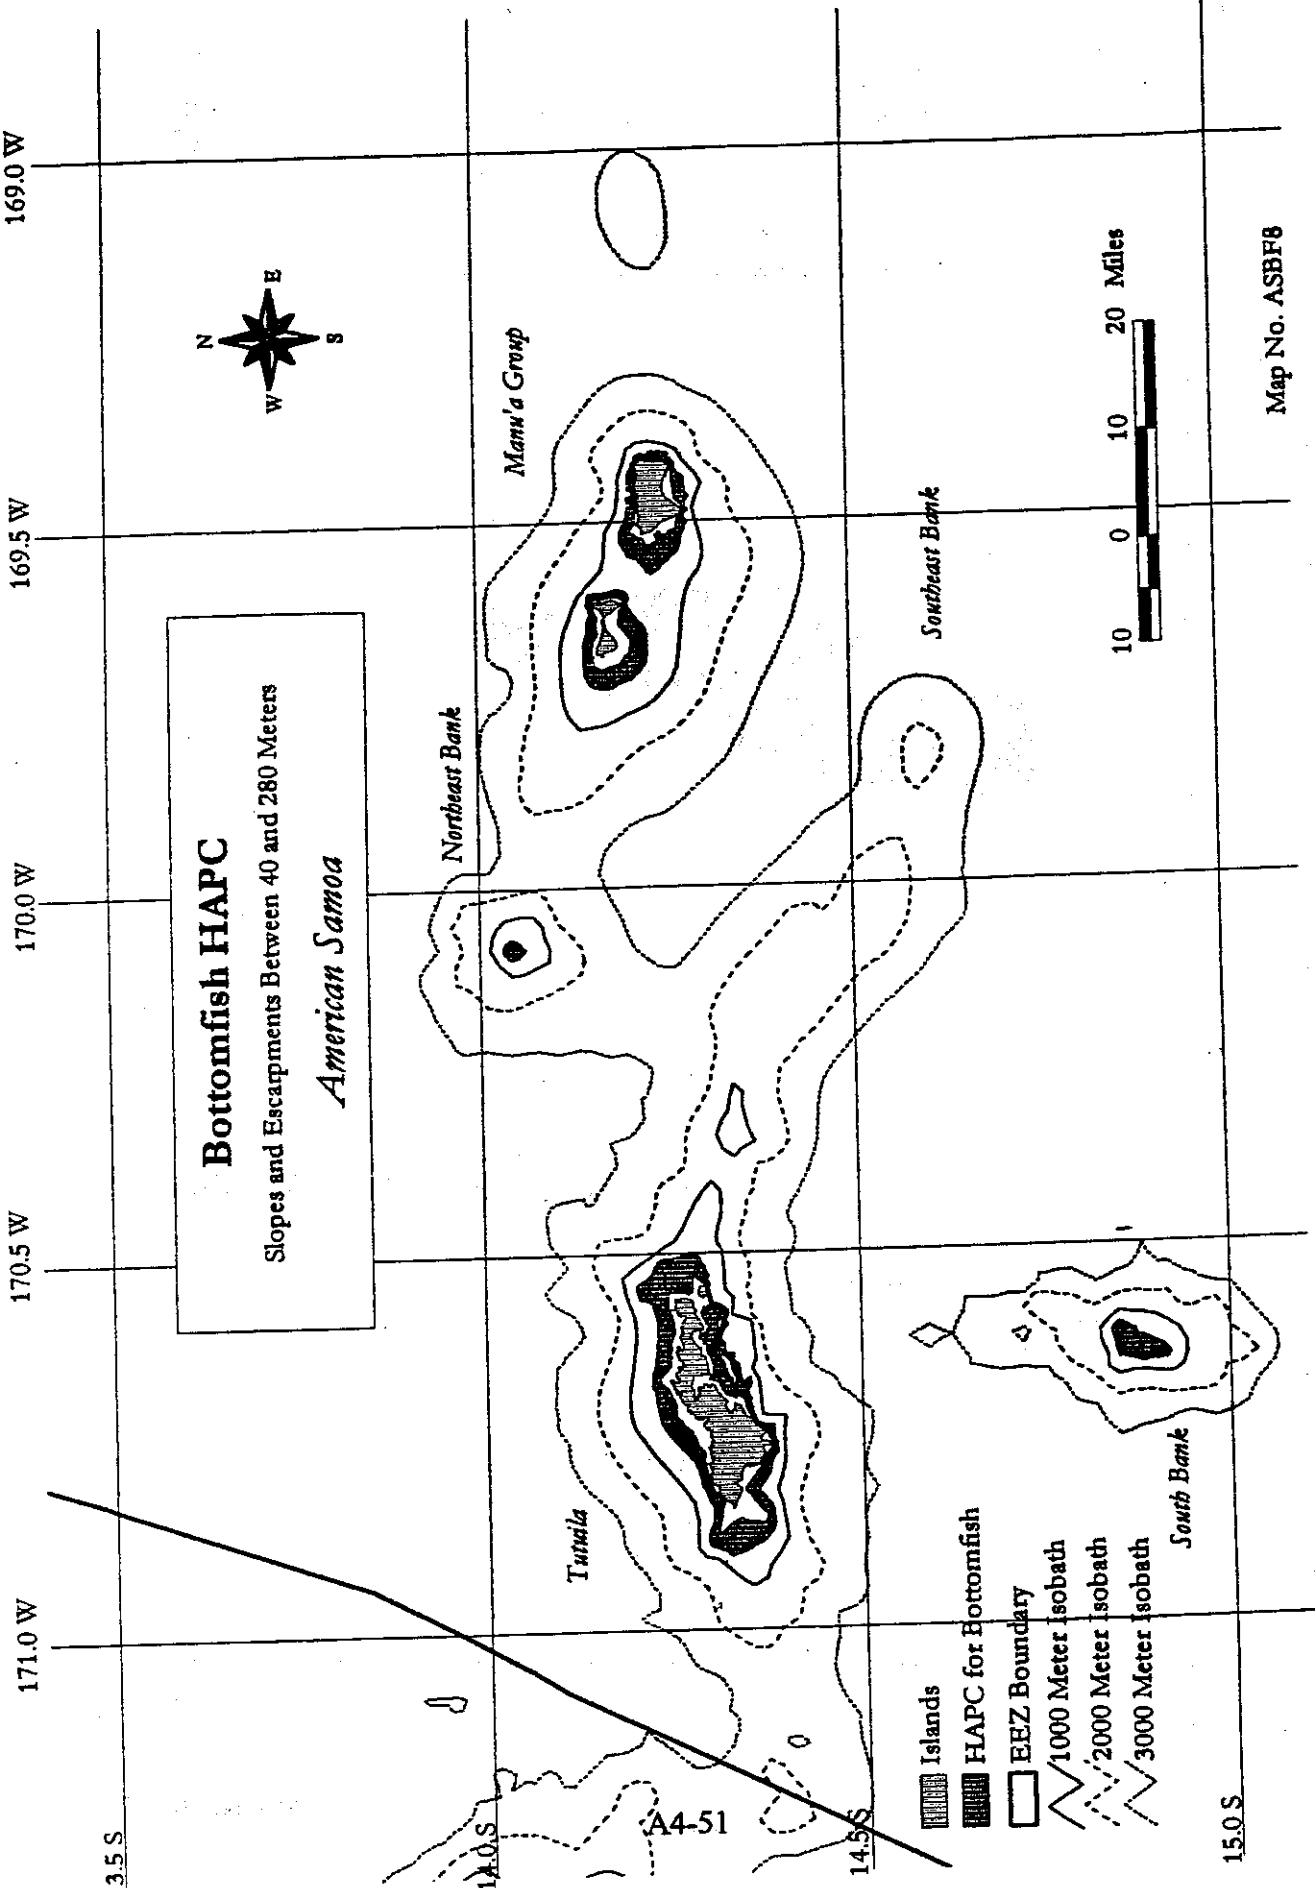 171.0 W
170.5 W
170.0 W
169.5 W
169.0 W
3.5 S
14.0 S
14.5 S
15.0 S
Bottomfish HAPC
Slopes and Escarpments Between 40 and 280 Meters
American Samoa
N
W
E
S
Northeast Bank
Manu'a Group
Tutuila
Southeast Bank
South Bank
Islands
HAPC for Bottomfish
EEZ Boundary
1000 Meter Isobath
2000 Meter Isobath
3000 Meter Isobath
10 0 10 20 Miles
Map No. ASBF8
A4-51